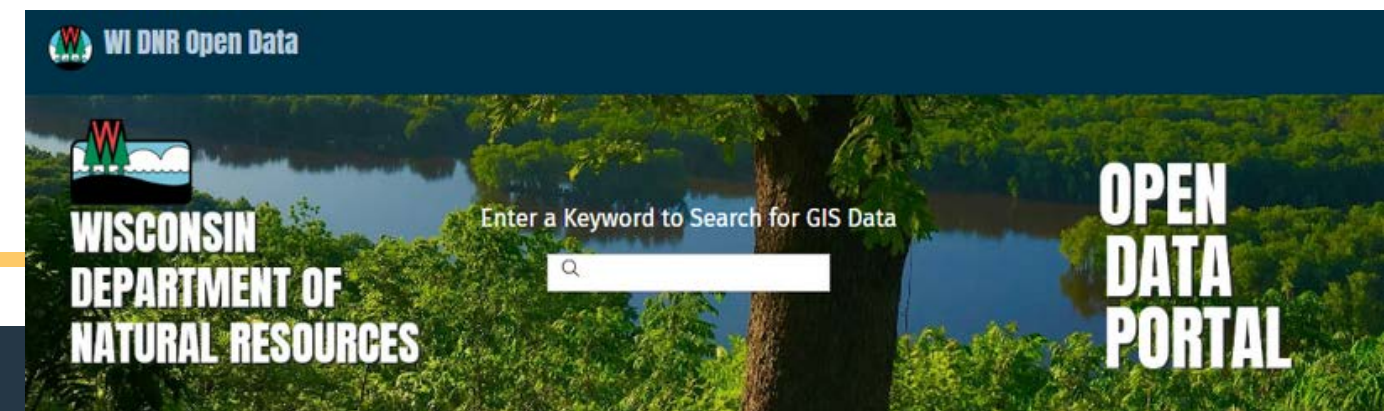 WI DNR Open Data
W
WISCONSIN
DEPARTMENT OF
NATURAL RESOURCES
Enter a Keyword to Search for GIS Data
OPEN
DATA
PORTAL